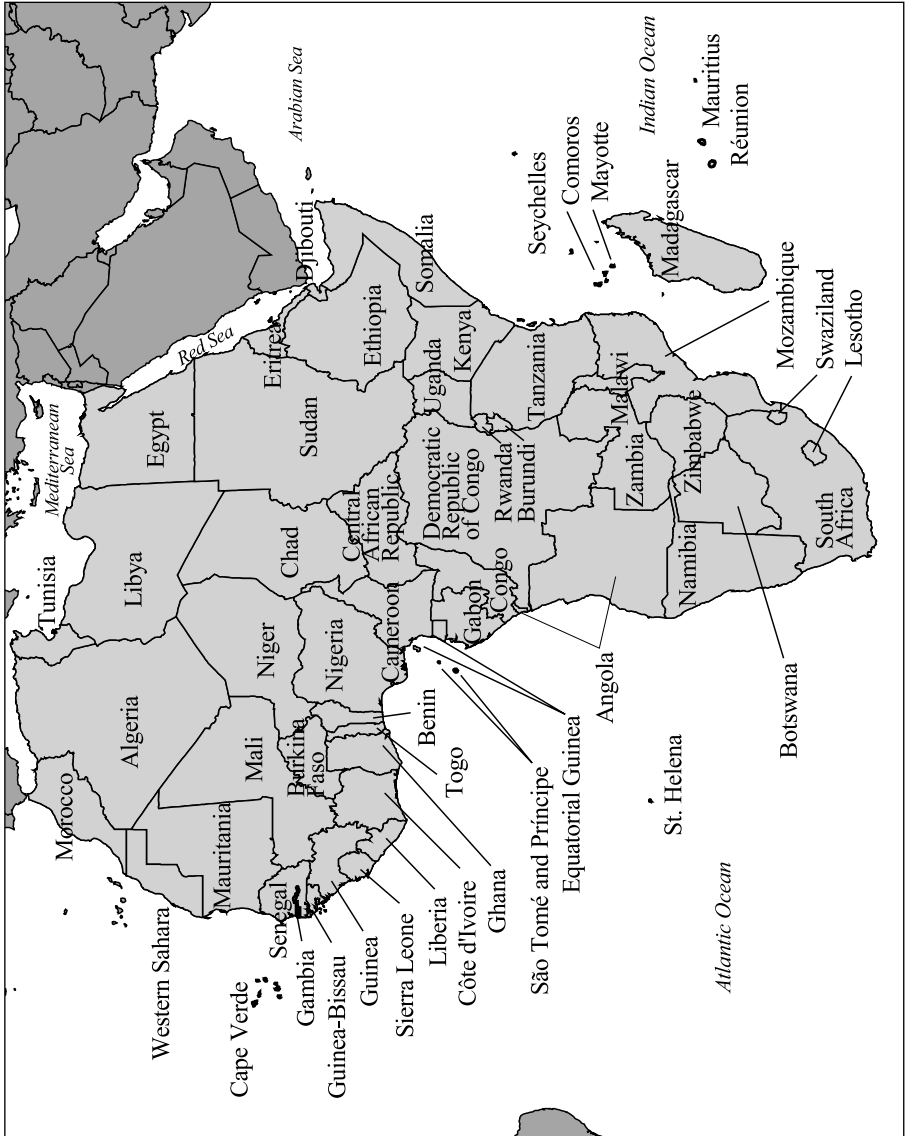 Tunisia
Mediterranean
Sea
Morocco
Algeria
Libya
Egypt
Western Sahara
Mauritania
Mali
Niger
Chad
Sudan
Red Sea
Eritrea
Djibouti
Arabian Sea
Cape Verde
Senegal
Gambia
Guinea-Bissau
Guinea
Sierra Leone
Liberia
Côte d'Ivoire
Ghana
Togo
Benin
Burkina
Faso
Nigeria
Cameroon
Central
African
Republic
Ethiopia
Somalia
São Tomé and Príncipe
Equatorial Guinea
Gabon
Congo
Democratic
Republic
of Congo
Uganda
Kenya
Rwanda
Burundi
Tanzania
Seychelles
Comoros
Mayotte
Angola
Zambia
Malawi
Indian Ocean
Madagascar
Mauritius
Réunion
St. Helena
Atlantic Ocean
Namibia
Zimbabwe
Botswana
Mozambique
Swaziland
Lesotho
South
Africa